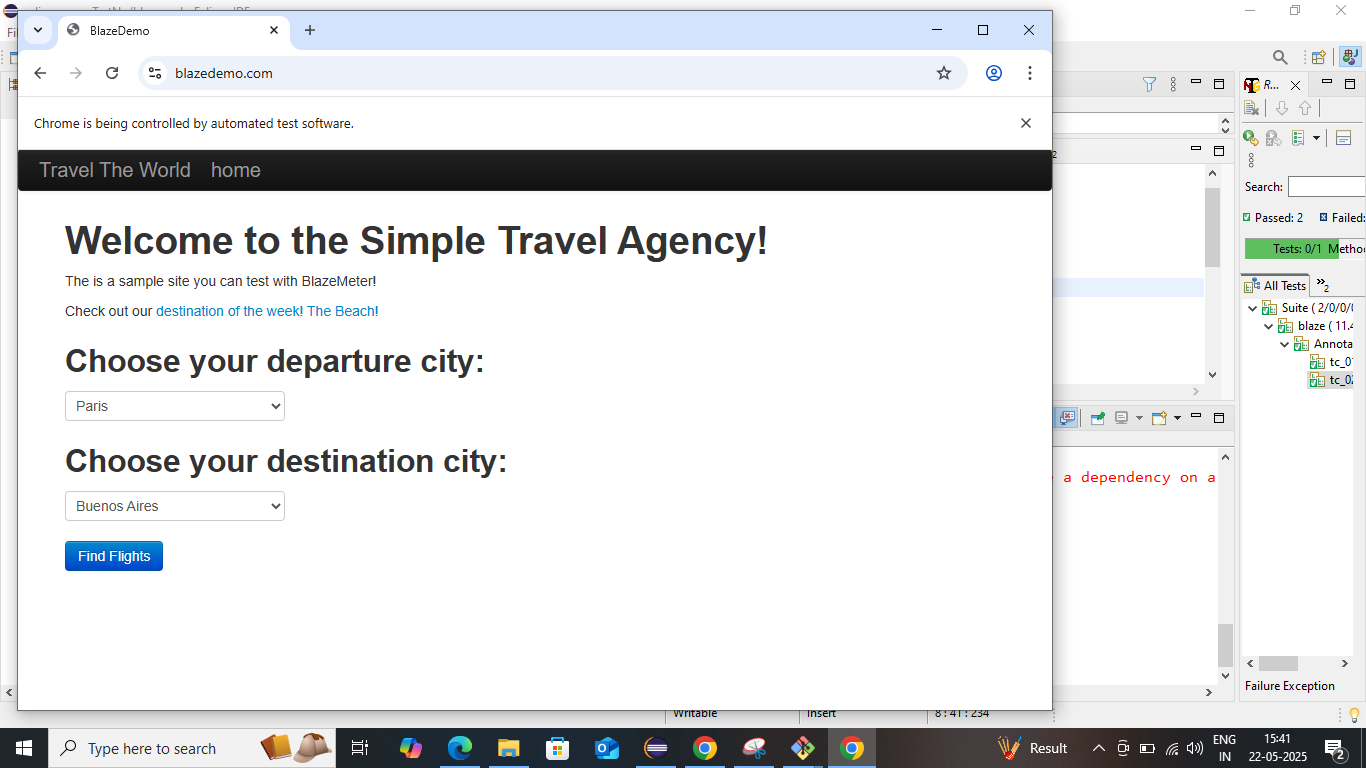 BlazeDemo
blazedemo.com
Chrome is being controlled by automated test software.
Travel The World home
Welcome to the Simple Travel Agency!
The is a sample site you can test with BlazeMeter!
Check out our destination of the week! The Beach!
Choose your departure city:
Paris
Choose your destination city:
Buenos Aires
Find Flights
R...
Search:
Passed: 2 Failed:
Tests: 0/1 Metho
All Tests »2
Suite ( 2/0/0/
blaze ( 11.4
Annota
tc_0
tc_02
Failure Exception
a dependency on a
Writable Insert 8 : 41 : 234
Type here to search
Result
ENG
IN
15:41
22-05-2025
2